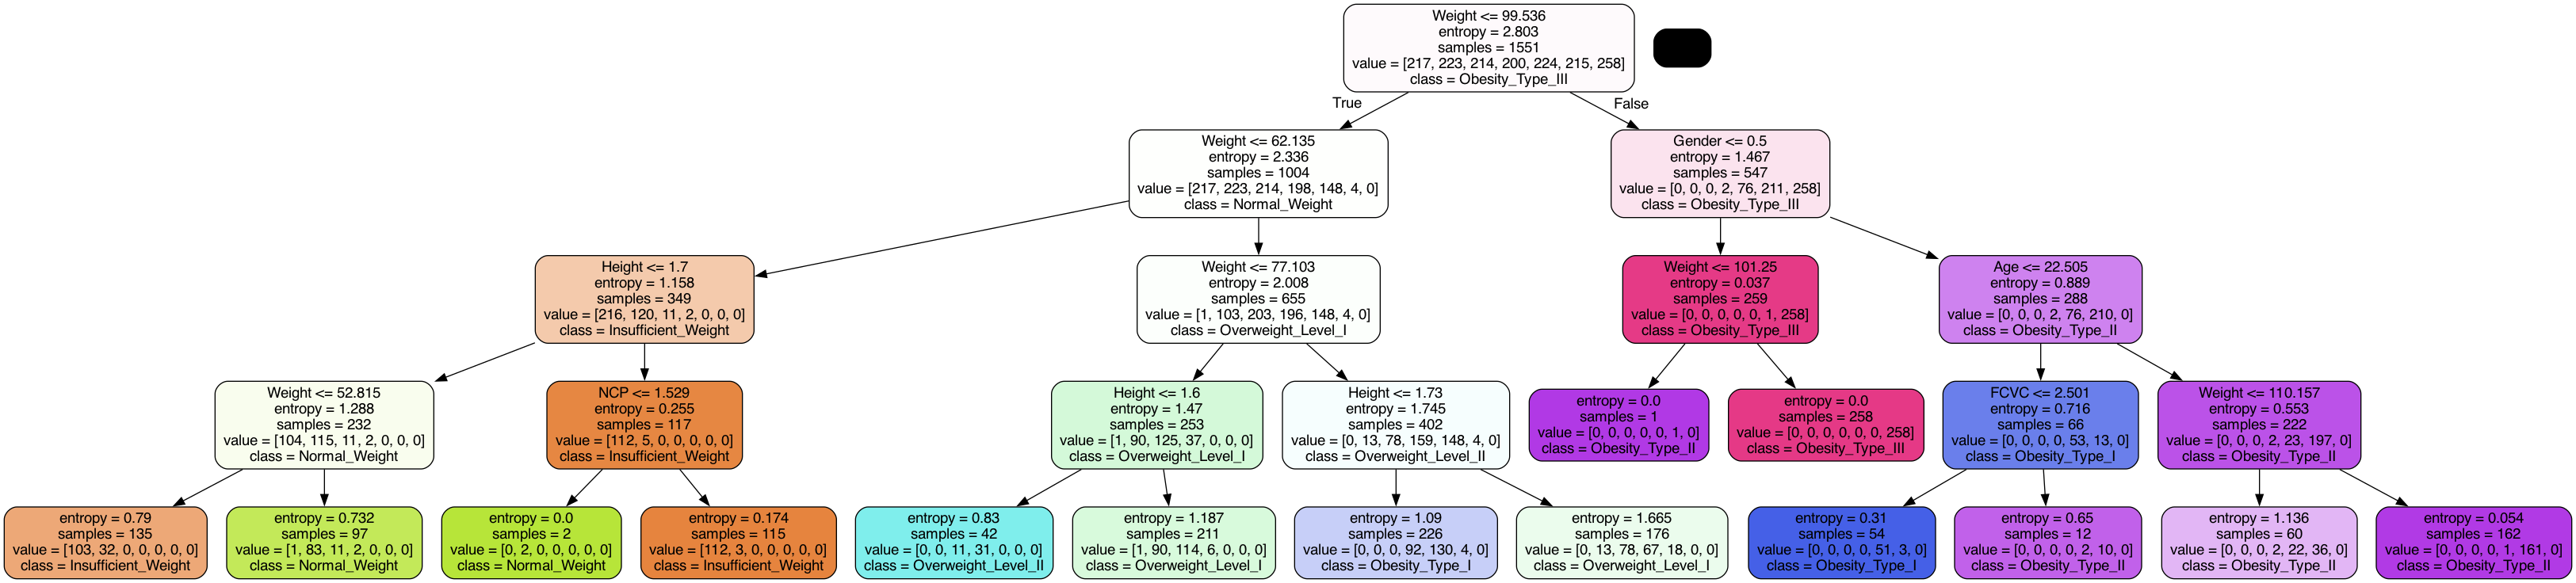 Weight <= 99.536
entropy = 2.803
samples = 1551
value = [217, 223, 214, 200, 224, 215, 258]
class = Obesity_Type_III
True
False
Weight <= 62.135
entropy = 2.336
samples = 1004
value = [217, 223, 214, 198, 148, 4, 0]
class = Normal_Weight
Gender <= 0.5
entropy = 1.467
samples = 547
value = [0, 0, 0, 2, 76, 211, 258]
class = Obesity_Type_III
Height <= 1.7
entropy = 1.158
samples = 349
value = [216, 120, 11, 2, 0, 0, 0]
class = Insufficient_Weight
Weight <= 77.103
entropy = 2.008
samples = 655
value = [1, 103, 203, 196, 148, 4, 0]
class = Overweight_Level_I
Weight <= 101.25
entropy = 0.037
samples = 259
value = [0, 0, 0, 0, 0, 1, 258]
class = Obesity_Type_III
Age <= 22.505
entropy = 0.889
samples = 288
value = [0, 0, 0, 2, 76, 210, 0]
class = Obesity_Type_II
Weight <= 52.815
entropy = 1.288
samples = 232
value = [104, 115, 11, 2, 0, 0, 0]
class = Normal_Weight
NCP <= 1.529
entropy = 0.255
samples = 117
value = [112, 5, 0, 0, 0, 0, 0]
class = Insufficient_Weight
Height <= 1.6
entropy = 1.47
samples = 253
value = [1, 90, 125, 37, 0, 0, 0]
class = Overweight_Level_I
Height <= 1.73
entropy = 1.745
samples = 402
value = [0, 13, 78, 159, 148, 4, 0]
class = Overweight_Level_II
entropy = 0.0
samples = 1
value = [0, 0, 0, 0, 0, 1, 0]
class = Obesity_Type_II
entropy = 0.0
samples = 258
value = [0, 0, 0, 0, 0, 0, 258]
class = Obesity_Type_III
FCVC <= 2.501
entropy = 0.716
samples = 66
value = [0, 0, 0, 0, 53, 13, 0]
class = Obesity_Type_I
Weight <= 110.157
entropy = 0.553
samples = 222
value = [0, 0, 0, 2, 23, 197, 0]
class = Obesity_Type_II
entropy = 0.79
samples = 135
value = [103, 32, 0, 0, 0, 0, 0]
class = Insufficient_Weight
entropy = 0.732
samples = 97
value = [1, 83, 11, 2, 0, 0, 0]
class = Normal_Weight
entropy = 0.0
samples = 2
value = [0, 2, 0, 0, 0, 0, 0]
class = Normal_Weight
entropy = 0.174
samples = 115
value = [112, 3, 0, 0, 0, 0, 0]
class = Insufficient_Weight
entropy = 0.83
samples = 42
value = [0, 0, 11, 31, 0, 0, 0]
class = Overweight_Level_II
entropy = 1.187
samples = 211
value = [1, 90, 114, 6, 0, 0, 0]
class = Overweight_Level_I
entropy = 1.09
samples = 226
value = [0, 0, 0, 92, 130, 4, 0]
class = Obesity_Type_I
entropy = 1.665
samples = 176
value = [0, 13, 78, 67, 18, 0, 0]
class = Overweight_Level_I
entropy = 0.31
samples = 54
value = [0, 0, 0, 0, 51, 3, 0]
class = Obesity_Type_I
entropy = 0.65
samples = 12
value = [0, 0, 0, 0, 2, 10, 0]
class = Obesity_Type_II
entropy = 1.136
samples = 60
value = [0, 0, 0, 2, 22, 36, 0]
class = Obesity_Type_II
entropy = 0.054
samples = 162
value = [0, 0, 0, 0, 1, 161, 0]
class = Obesity_Type_II